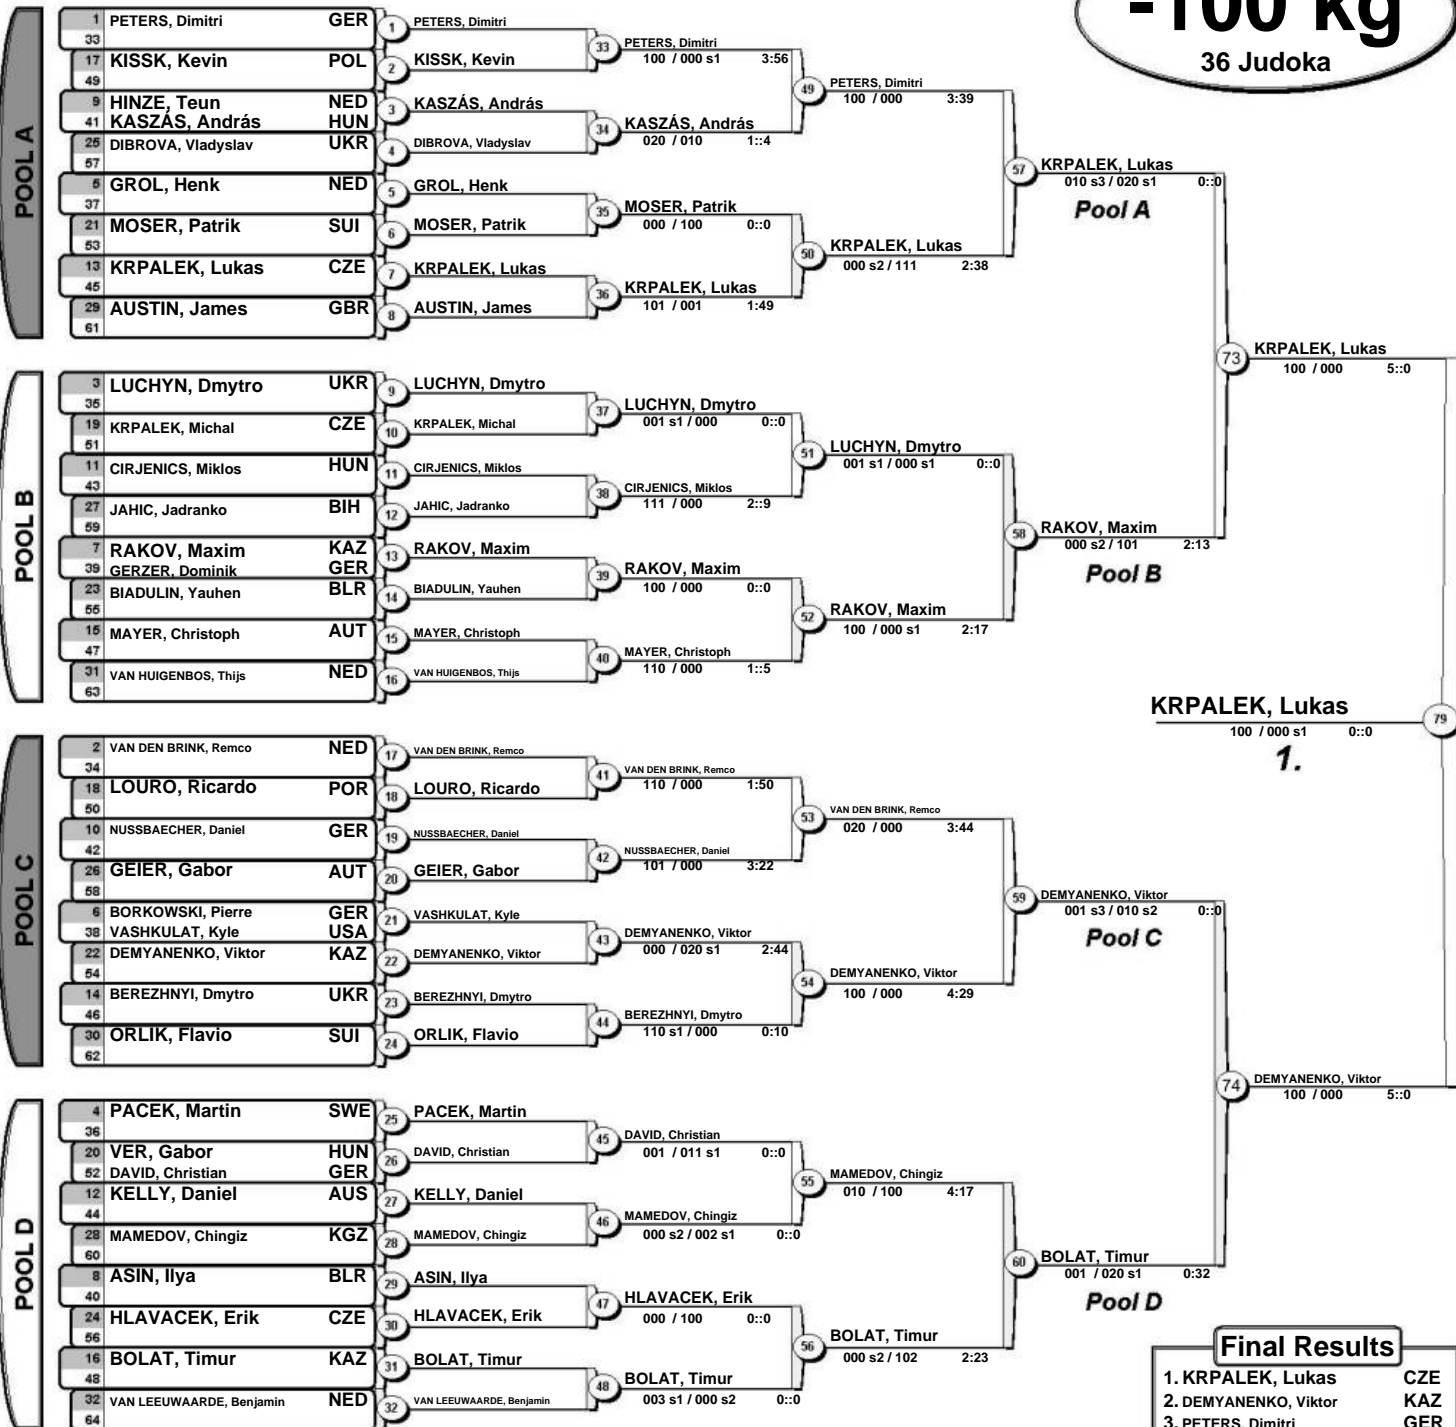 -100 kg
36 Judoka
POOL A
1 PETERS, Dimitri GER
33
17 KISSK, Kevin POL
49
9 HINZE, Teun NED
41 KASZÁS, András HUN
25 DIBROVA, Vladyslav UKR
57
5 GROL, Henk NED
37
21 MOSER, Patrik SUI
53
13 KRPALEK, Lukas CZE
45
29 AUSTIN, James GBR
61
1 PETERS, Dimitri
2 KISSK, Kevin
3 KASZÁS, András
4 DIBROVA, Vladyslav
5 GROL, Henk
6 MOSER, Patrik
7 KRPALEK, Lukas
8 AUSTIN, James
33 PETERS, Dimitri
100 / 000 s1 3:56
34 KASZÁS, András
020 / 010 1::4
35 MOSER, Patrik
000 / 100 0::0
36 KRPALEK, Lukas
101 / 001 1:49
49 PETERS, Dimitri
100 / 000 3:39
50 KRPALEK, Lukas
000 s2 / 111 2:38
57 KRPALEK, Lukas
010 s3 / 020 s1 0::0
Pool A
POOL B
3 LUCHYN, Dmytro UKR
35
19 KRPALEK, Michal CZE
51
11 CIRJENICS, Miklos HUN
43
27 JAHIC, Jadranko BIH
59
7 RAKOV, Maxim KAZ
39 GERZER, Dominik GER
23 BIADULIN, Yauhen BLR
55
15 MAYER, Christoph AUT
47
31 VAN HUIGENBOS, Thijs NED
63
9 LUCHYN, Dmytro
10 KRPALEK, Michal
11 CIRJENICS, Miklos
12 JAHIC, Jadranko
13 RAKOV, Maxim
14 BIADULIN, Yauhen
15 MAYER, Christoph
16 VAN HUIGENBOS, Thijs
37 LUCHYN, Dmytro
001 s1 / 000 0::0
38 CIRJENICS, Miklos
111 / 000 2::9
39 RAKOV, Maxim
100 / 000 0::0
40 MAYER, Christoph
110 / 000 1::5
51 LUCHYN, Dmytro
001 s1 / 000 s1 0::0
52 RAKOV, Maxim
100 / 000 s1 2:17
58 RAKOV, Maxim
000 s2 / 101 2:13
Pool B
73 KRPALEK, Lukas
100 / 000 5::0
KRPALEK, Lukas 79
100 / 000 s1 0::0
1.
POOL C
2 VAN DEN BRINK, Remco NED
34
18 LOURO, Ricardo POR
50
10 NUSSBAECHER, Daniel GER
42
26 GEIER, Gabor AUT
58
6 BORKOWSKI, Pierre GER
38 VASHKULAT, Kyle USA
22 DEMYANENKO, Viktor KAZ
54
14 BEREZHNYI, Dmytro UKR
46
30 ORLIK, Flavio SUI
62
17 VAN DEN BRINK, Remco
18 LOURO, Ricardo
19 NUSSBAECHER, Daniel
20 GEIER, Gabor
21 VASHKULAT, Kyle
22 DEMYANENKO, Viktor
23 BEREZHNYI, Dmytro
24 ORLIK, Flavio
41 VAN DEN BRINK, Remco
110 / 000 1:50
42 NUSSBAECHER, Daniel
101 / 000 3:22
43 DEMYANENKO, Viktor
000 / 020 s1 2:44
44 BEREZHNYI, Dmytro
110 s1 / 000 0:10
53 VAN DEN BRINK, Remco
020 / 000 3:44
54 DEMYANENKO, Viktor
100 / 000 4:29
59 DEMYANENKO, Viktor
001 s3 / 010 s2 0::0
Pool C
POOL D
4 PACEK, Martin SWE
36
20 VER, Gabor HUN
52 DAVID, Christian GER
12 KELLY, Daniel AUS
44
28 MAMEDOV, Chingiz KGZ
60
8 ASIN, Ilya BLR
40
24 HLAVACEK, Erik CZE
56
16 BOLAT, Timur KAZ
48
32 VAN LEEUWAARDE, Benjamin NED
64
25 PACEK, Martin
26 DAVID, Christian
27 KELLY, Daniel
28 MAMEDOV, Chingiz
29 ASIN, Ilya
30 HLAVACEK, Erik
31 BOLAT, Timur
32 VAN LEEUWAARDE, Benjamin
45 DAVID, Christian
001 / 011 s1 0::0
46 MAMEDOV, Chingiz
000 s2 / 002 s1 0::0
47 HLAVACEK, Erik
000 / 100 0::0
48 BOLAT, Timur
003 s1 / 000 s2 0::0
55 MAMEDOV, Chingiz
010 / 100 4:17
56 BOLAT, Timur
000 s2 / 102 2:23
60 BOLAT, Timur
001 / 020 s1 0:32
Pool D
74 DEMYANENKO, Viktor
100 / 000 5::0
Final Results
1. KRPALEK, Lukas CZE
2. DEMYANENKO, Viktor KAZ
3. PETERS, Dimitri GER